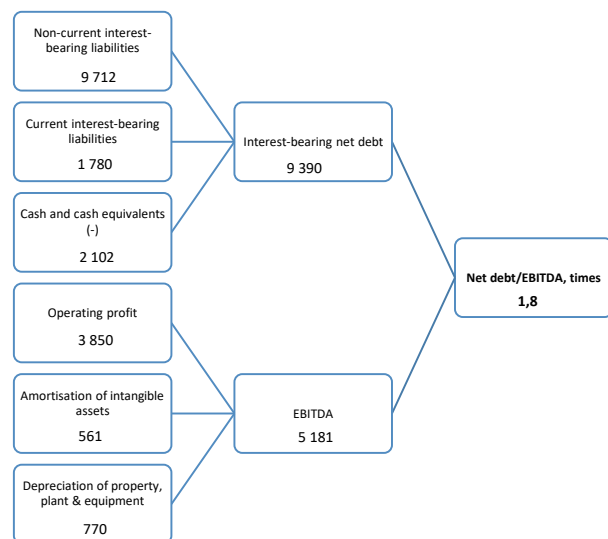 Non-current interest-
bearing liabilities
9 712
Current interest-bearing
liabilities
1 780
Cash and cash equivalents
(-)
2 102
Interest-bearing net debt
9 390
Operating profit
3 850
Amortisation of intangible
assets
561
Depreciation of property,
plant & equipment
770
EBITDA
5 181
Net debt/EBITDA, times
1,8